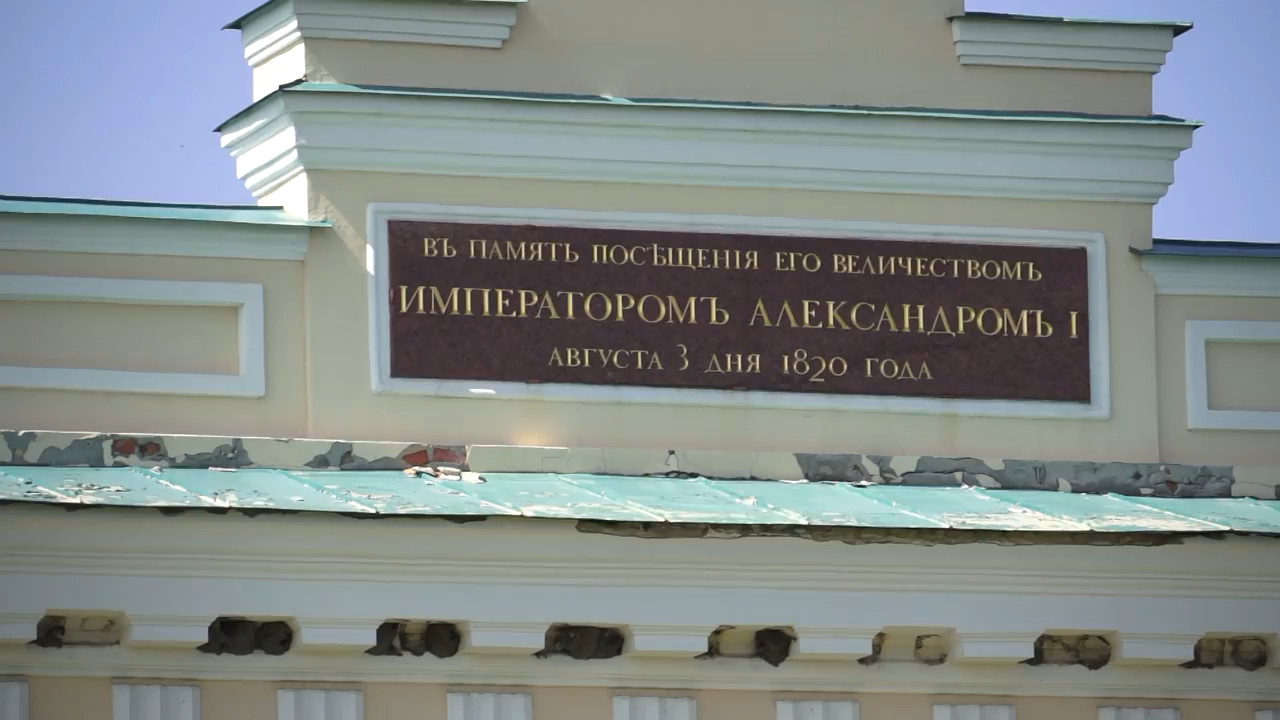 ВЪ ПАМЯТЬ ПОСѢЩЕНІЯ ЕГО ВЕЛИЧЕСТВОМЪ
ИМПЕРАТОРОМЪ АЛЕКСАНДРОМЪ I
АВГУСТА 3 ДНЯ 1820 ГОДА